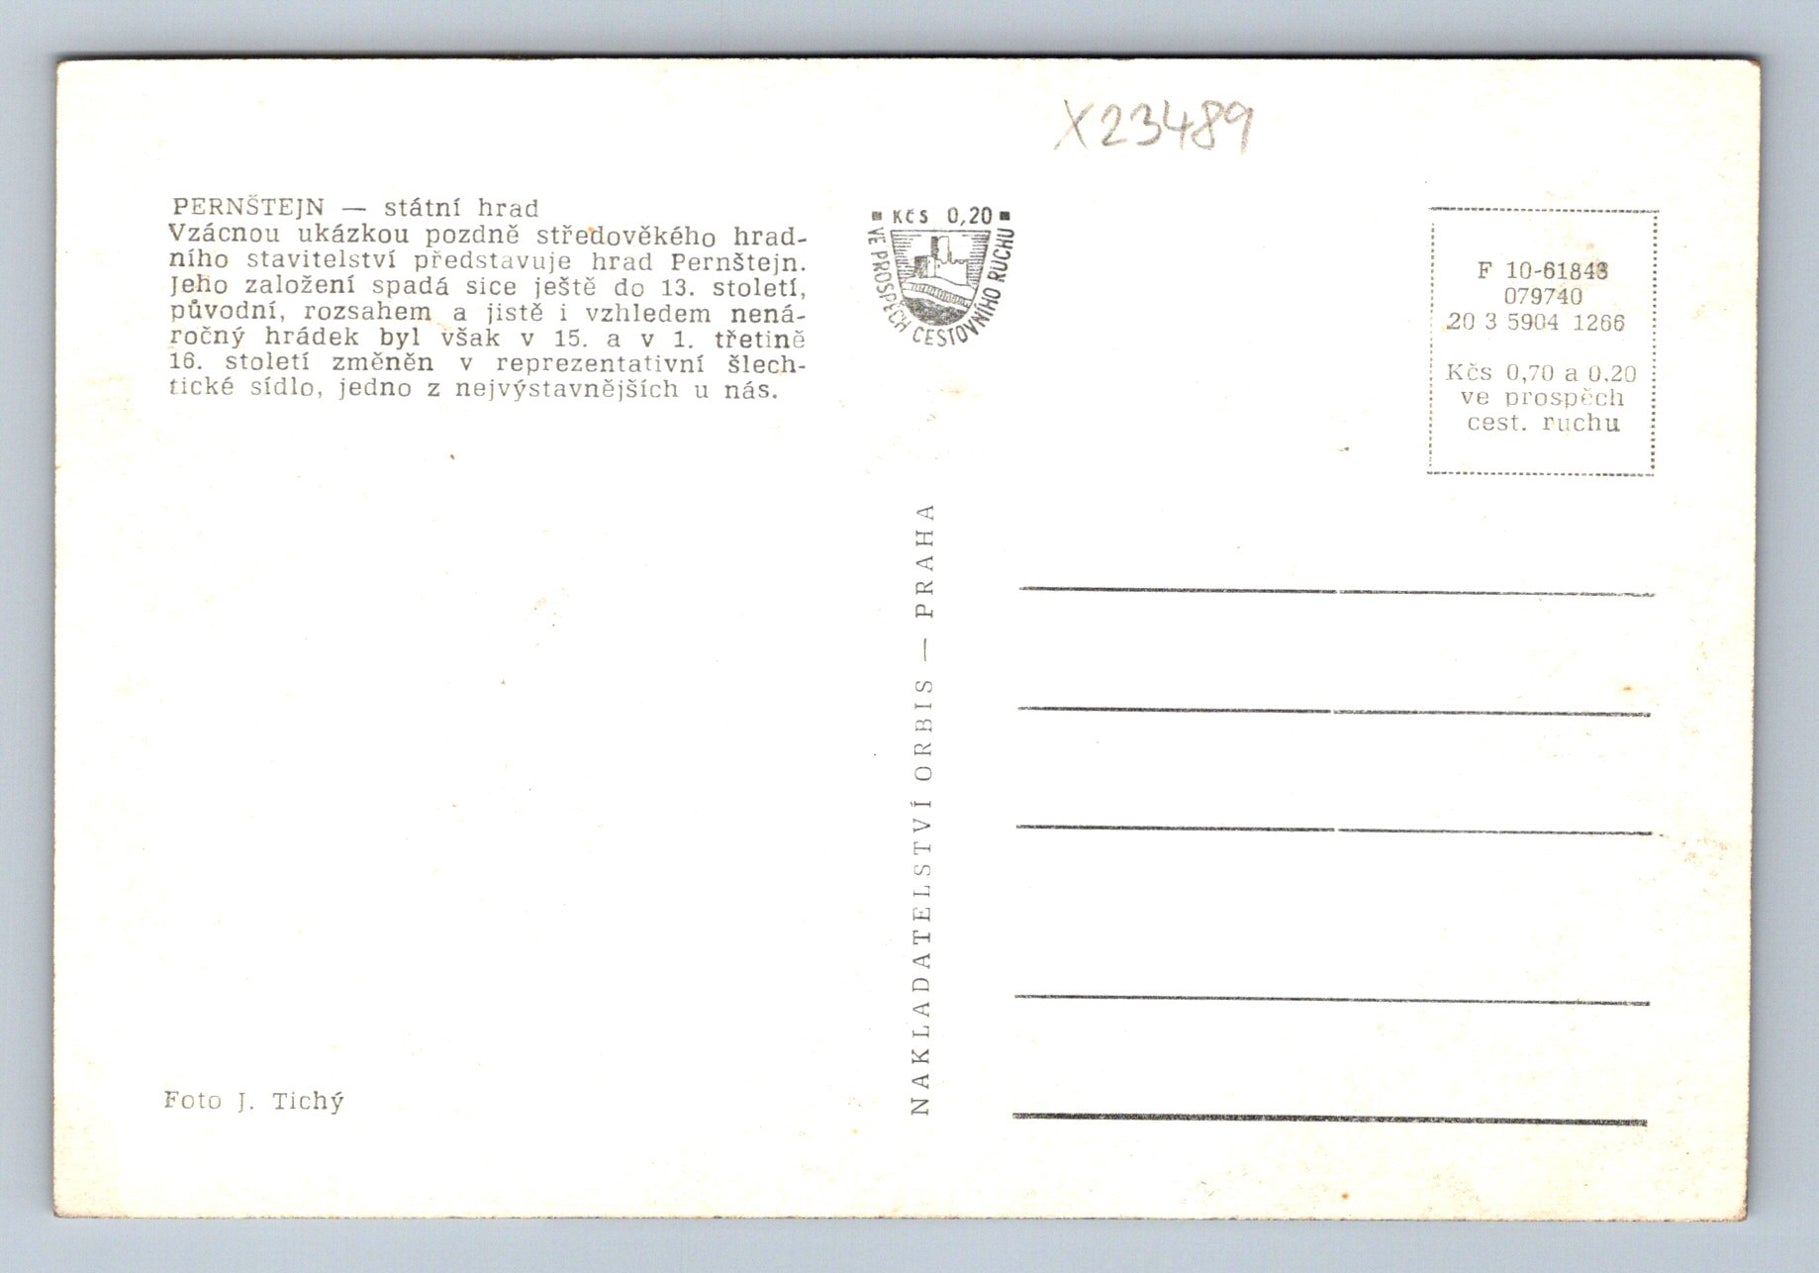 X23489
PERNŠTEJN — státní hrad
Vzácnou ukázkou pozdně středověkého hrad-
ního stavitelství představuje hrad Pernštejn.
Jeho založení spadá sice ještě do 13. století,
původní, rozsahem a jistě i vzhledem nená-
ročný hrádek byl však v 15. a v 1. třetině
16. století změněn v reprezentativní šlech-
tické sídlo, jedno z nejvýstavnějších u nás.
Foto J. Tichý
Kčs 0,20
VE PROSPĚCH CESTOVNÍHO RUCHU
NAKLADATELSTVÍ ORBIS — PRAHA
F 10-61843
079740
20 3 5904 1266
Kčs 0,70 a 0.20
ve prospěch
cest. ruchu